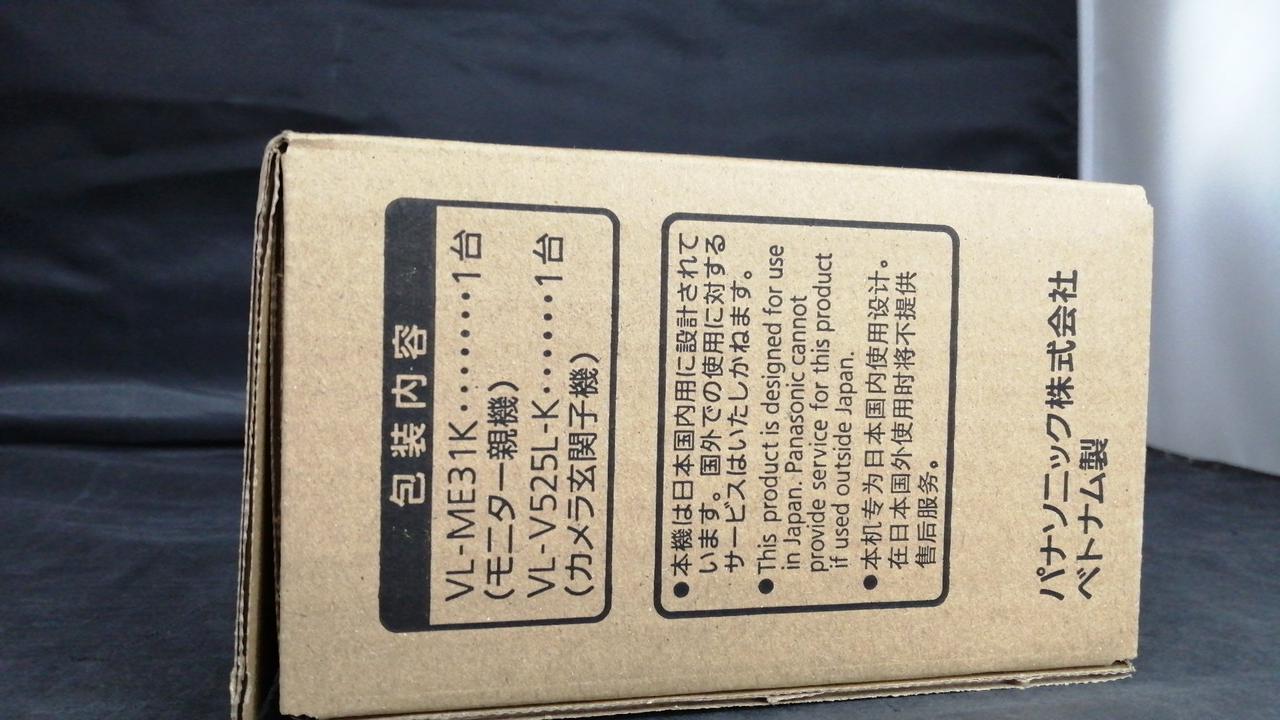 包装内容
VL-ME31K········1台
(モニター親機)
VL-V525L-K·······1台
(カメラ玄関子機)
●本機は日本国内用に設計されて
います。国外での使用に対する
サービスはいたしかねます。
●This product is designed for use
in Japan. Panasonic cannot
provide service for this product
if used outside Japan.
●本机专为日本国内使用设计。
在日本国外使用时将不提供
售后服务。
パナソニック株式会社
ベトナム製